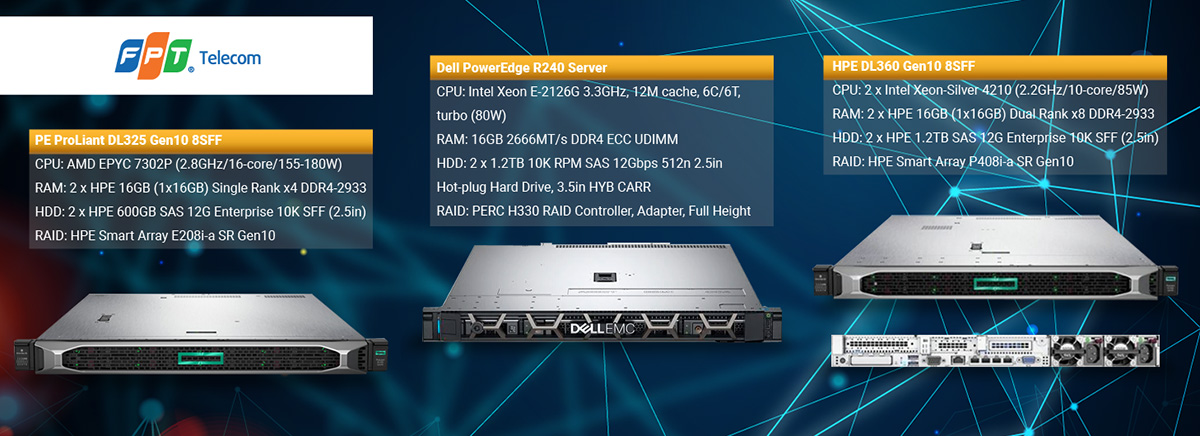 FPT® Telecom
PE ProLiant DL325 Gen10 8SFF
CPU: AMD EPYC 7302P (2.8GHz/16-core/155-180W)
RAM: 2 x HPE 16GB (1x16GB) Single Rank x4 DDR4-2933
HDD: 2 x HPE 600GB SAS 12G Enterprise 10K SFF (2.5in)
RAID: HPE Smart Array E208i-a SR Gen10
Dell PowerEdge R240 Server
CPU: Intel Xeon E-2126G 3.3GHz, 12M cache, 6C/6T,
turbo (80W)
RAM: 16GB 2666MT/s DDR4 ECC UDIMM
HDD: 2 x 1.2TB 10K RPM SAS 12Gbps 512n 2.5in
Hot-plug Hard Drive, 3.5in HYB CARR
RAID: PERC H330 RAID Controller, Adapter, Full Height
DELLEMC
HPE DL360 Gen10 8SFF
CPU: 2 x Intel Xeon-Silver 4210 (2.2GHz/10-core/85W)
RAM: 2 x HPE 16GB (1x16GB) Dual Rank x8 DDR4-2933
HDD: 2 x HPE 1.2TB SAS 12G Enterprise 10K SFF (2.5in)
RAID: HPE Smart Array P408i-a SR Gen10